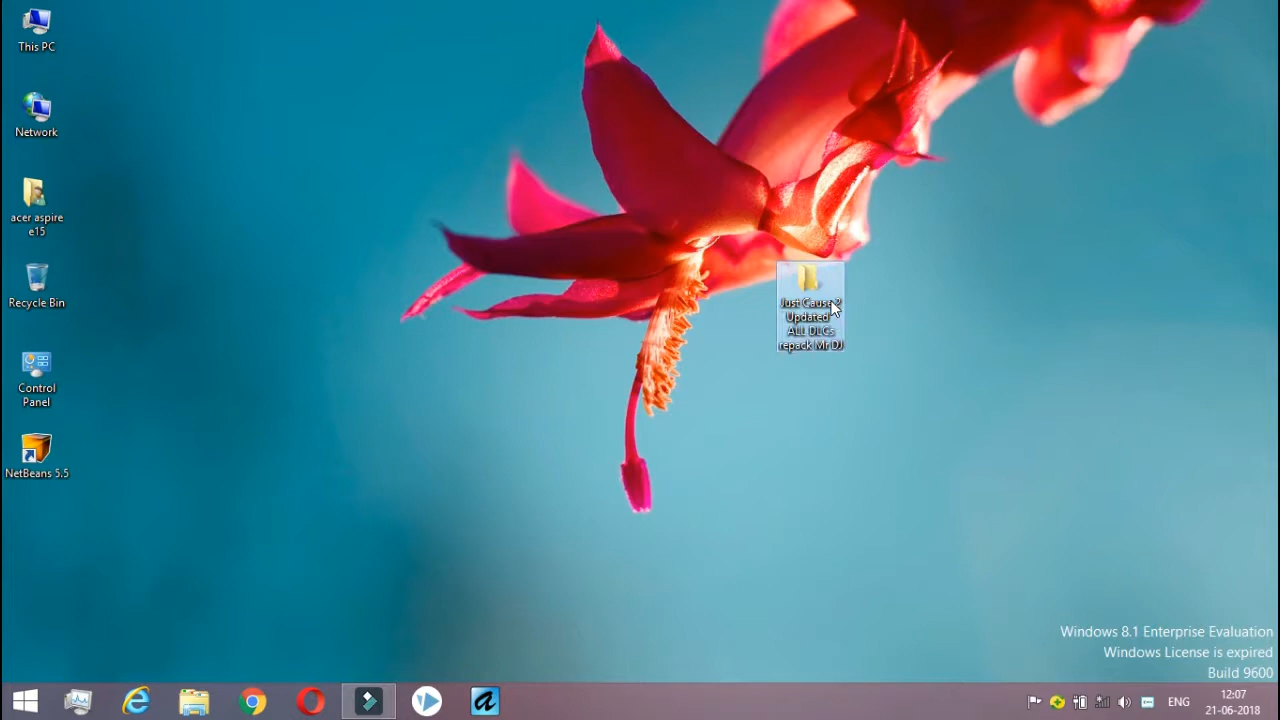 This PC
Network
acer aspire
e15
Recycle Bin
Control
Panel
NetBeans 5.5
Just Cause 2
Updated
ALL DLCs
repack Mr DJ
Windows 8.1 Enterprise Evaluation
Windows License is expired
Build 9600
ENG
12:07
21-06-2018